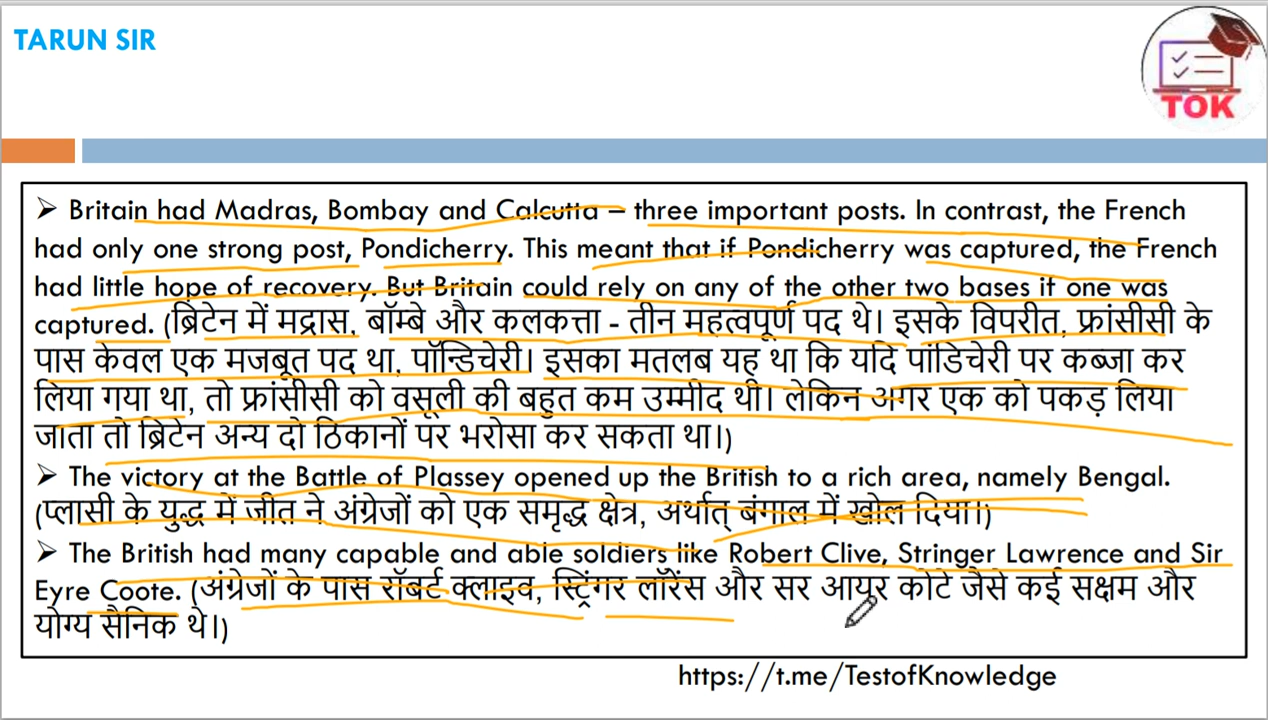 TARUN SIR
TOK
➤ Britain had Madras, Bombay and Calcutta – three important posts. In contrast, the French
had only one strong post, Pondicherry. This meant that if Pondicherry was captured, the French
had little hope of recovery. But Britain could rely on any of the other two bases if one was
captured. (ब्रिटेन में मद्रास, बॉम्बे और कलकत्ता - तीन महत्वपूर्ण पद थे। इसके विपरीत, फ्रांसीसी के
पास केवल एक मजबूत पद था, पॉन्डिचेरी। इसका मतलब यह था कि यदि पांडिचेरी पर कब्जा कर
लिया गया था, तो फ्रांसीसी को वसूली की बहुत कम उम्मीद थी। लेकिन अगर एक को पकड़ लिया
जाता तो ब्रिटेन अन्य दो ठिकानों पर भरोसा कर सकता था।)
➤ The victory at the Battle of Plassey opened up the British to a rich area, namely Bengal.
(प्लासी के युद्ध में जीत ने अंग्रेजों को एक समृद्ध क्षेत्र, अर्थात् बंगाल में खोल दिया।)
➤ The British had many capable and able soldiers like Robert Clive, Stringer Lawrence and Sir
Eyre Coote. (अंग्रेजों के पास रॉबर्ट क्लाइव, स्ट्रिंगर लॉरेंस और सर आयर कोटे जैसे कई सक्षम और
योग्य सैनिक थे।)
https://t.me/TestofKnowledge